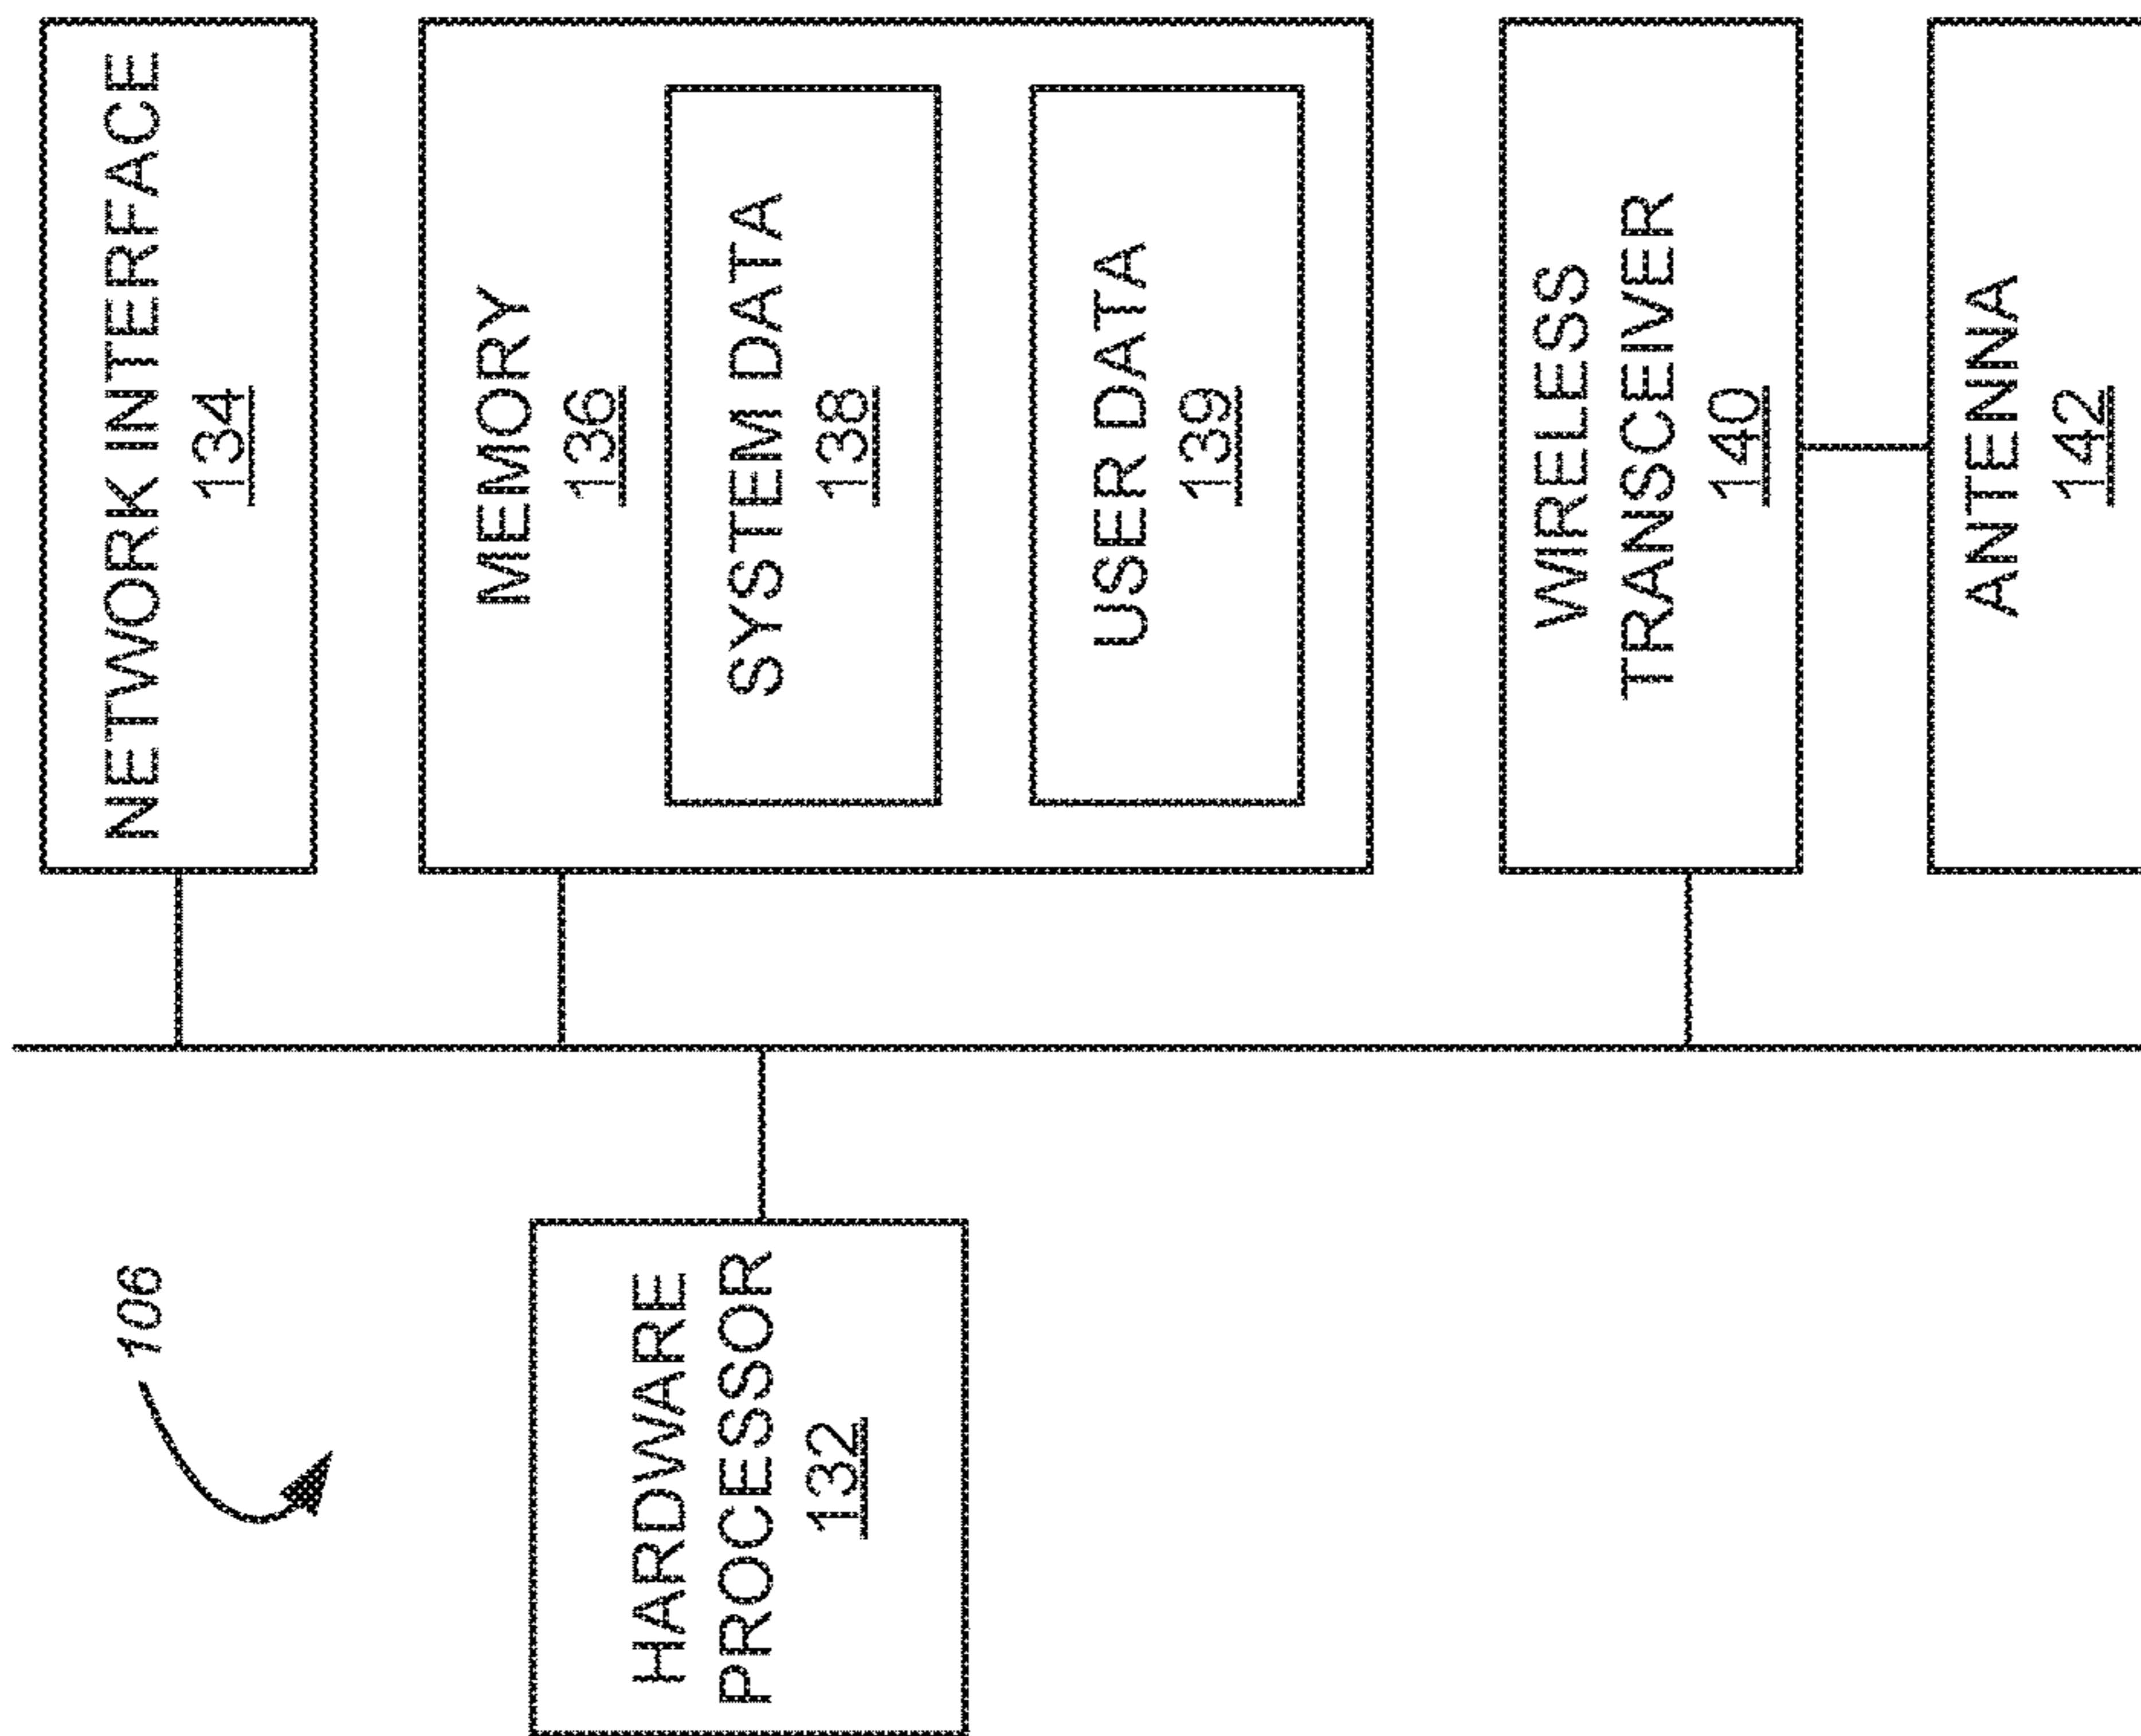 106
HARDWARE
PROCESSOR
132
NETWORK INTERFACE
134
MEMORY
136
SYSTEM DATA
138
USER DATA
139
WIRELESS
TRANSCEIVER
140
ANTENNA
142